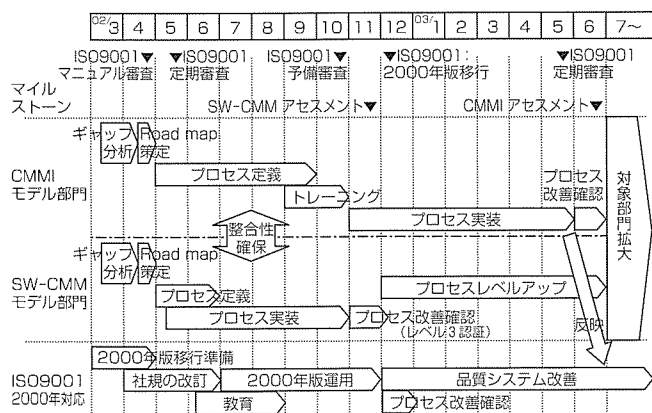 02/3 4 5 6 7 8 9 10 11 12 03/1 2 3 4 5 6 7～
ISO9001▼ ▼ISO9001 ISO9001▼ ▼ISO9001： ▼ISO9001
マニュアル審査 定期審査 予備審査 2000年版移行 定期審査
マイル
ストーン
SW-CMM アセスメント▼ CMMI アセスメント▼
ギャップ Road map
分析 策定
CMMI
モデル部門
プロセス定義
トレーニング
プロセス
改善確認
プロセス実装
対象部門拡大
整合性
確保
ギャップ Road map
分析 策定
SW-CMM
モデル部門
プロセス定義
プロセスレベルアップ
プロセス実装 プロセス改善確認
（レベル3認証）
反映
2000年版移行準備
ISO9001
2000年対応
社規の改訂 2000年版運用 品質システム改善
教育 プロセス改善確認